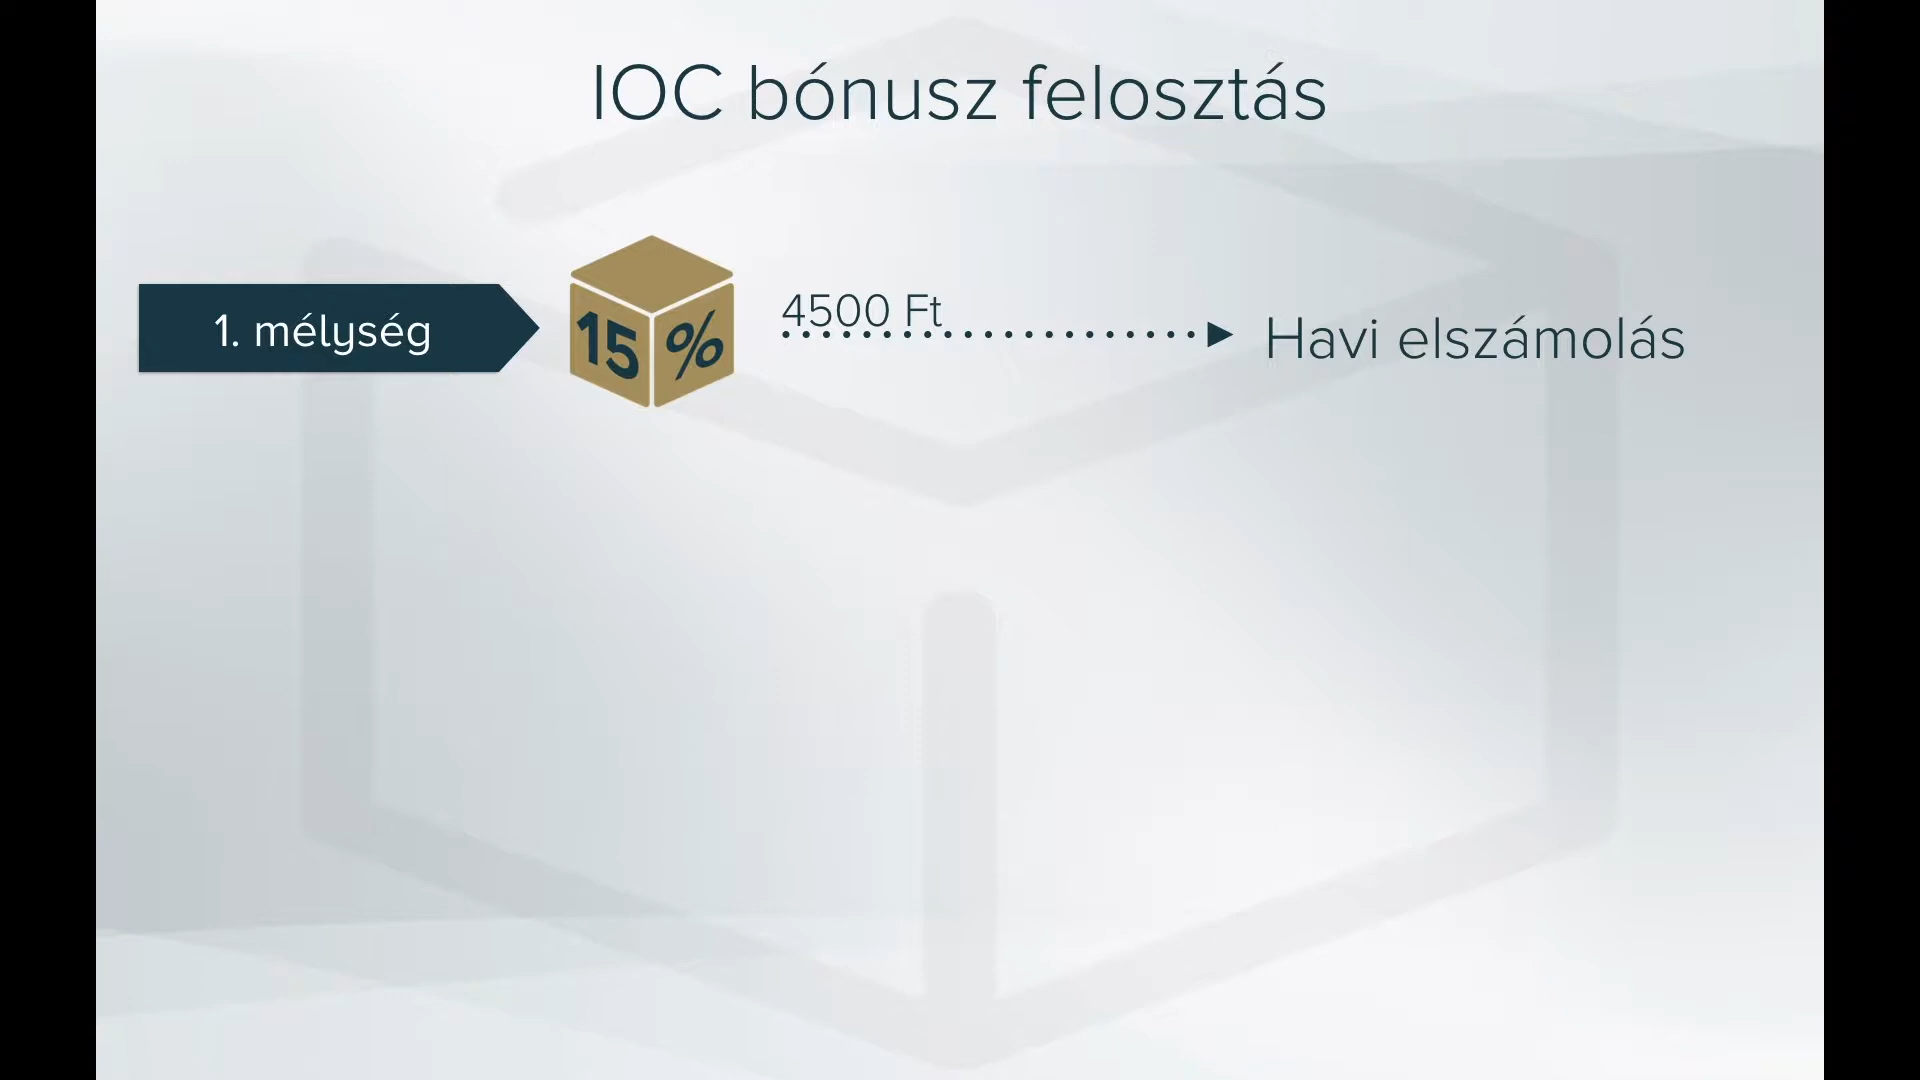 IOC bónusz felosztás
1. mélység
15 %
4500 Ft
Havi elszámolás